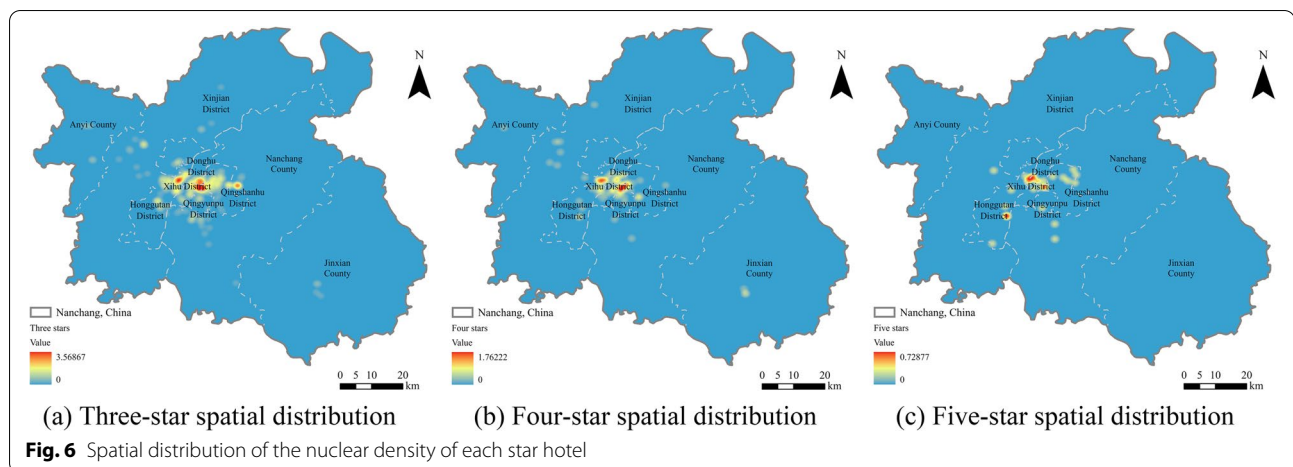 N
Xinjian
District
Anyi County
Nanchang
County
Donghu
District
Xihu District
Qingshanhu
District
Honggutan
District
Qingyunpu
District
Jinxian
County
Nanchang, China
Three stars
Value
3.56867
0
0 5 10 20
km
(a) Three-star spatial distribution
N
Xinjian
District
Anyi County
Nanchang
County
Donghu
District
Xihu District
Qingshanhu
District
Honggutan
District
Qingyunpu
District
Jinxian
County
Nanchang, China
Four stars
Value
1.76222
0
0 5 10 20
km
(b) Four-star spatial distribution
N
Xinjian
District
Anyi County
Nanchang
County
Donghu
District
Xihu District
Qingshanhu
District
Honggutan
District
Qingyunpu
District
Jinxian
County
Nanchang, China
Five stars
Value
0.72877
0
0 5 10 20
km
(c) Five-star spatial distribution
Fig. 6 Spatial distribution of the nuclear density of each star hotel